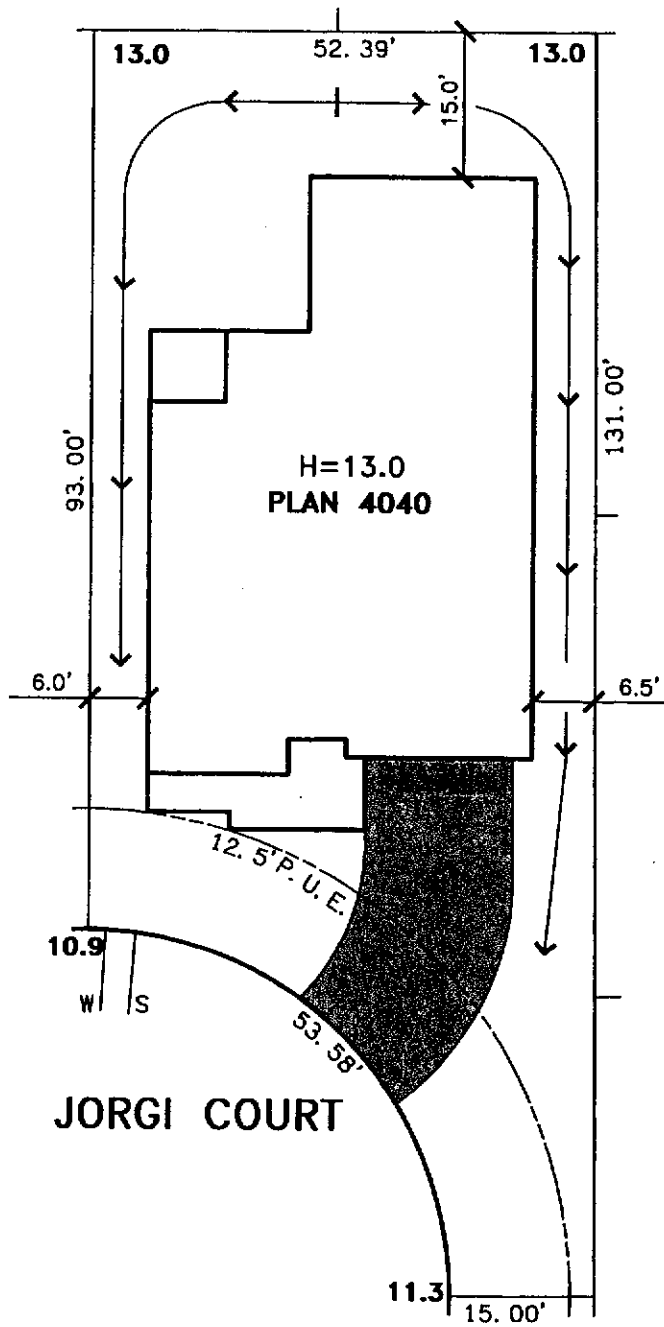 13.0
52.39'
13.0
15.0'
93.00'
131.00'
H=13.0
PLAN 4040
6.0'
6.5'
12.5' P.U.E.
10.9
W
S
53.58'
JORGI COURT
11.3
15.00'